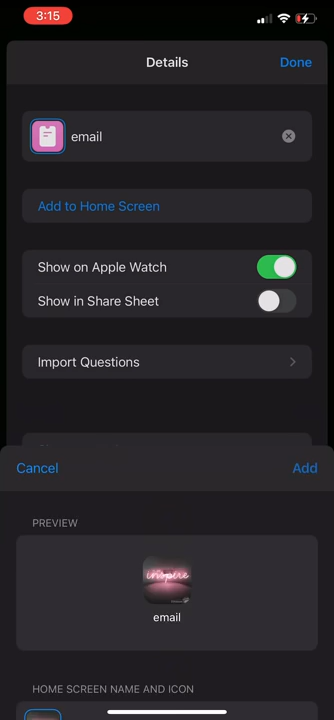 3:15
Details
Done
email
Add to Home Screen
Show on Apple Watch
Show in Share Sheet
Import Questions
Cancel
Add
PREVIEW
inspire
email
HOME SCREEN NAME AND ICON